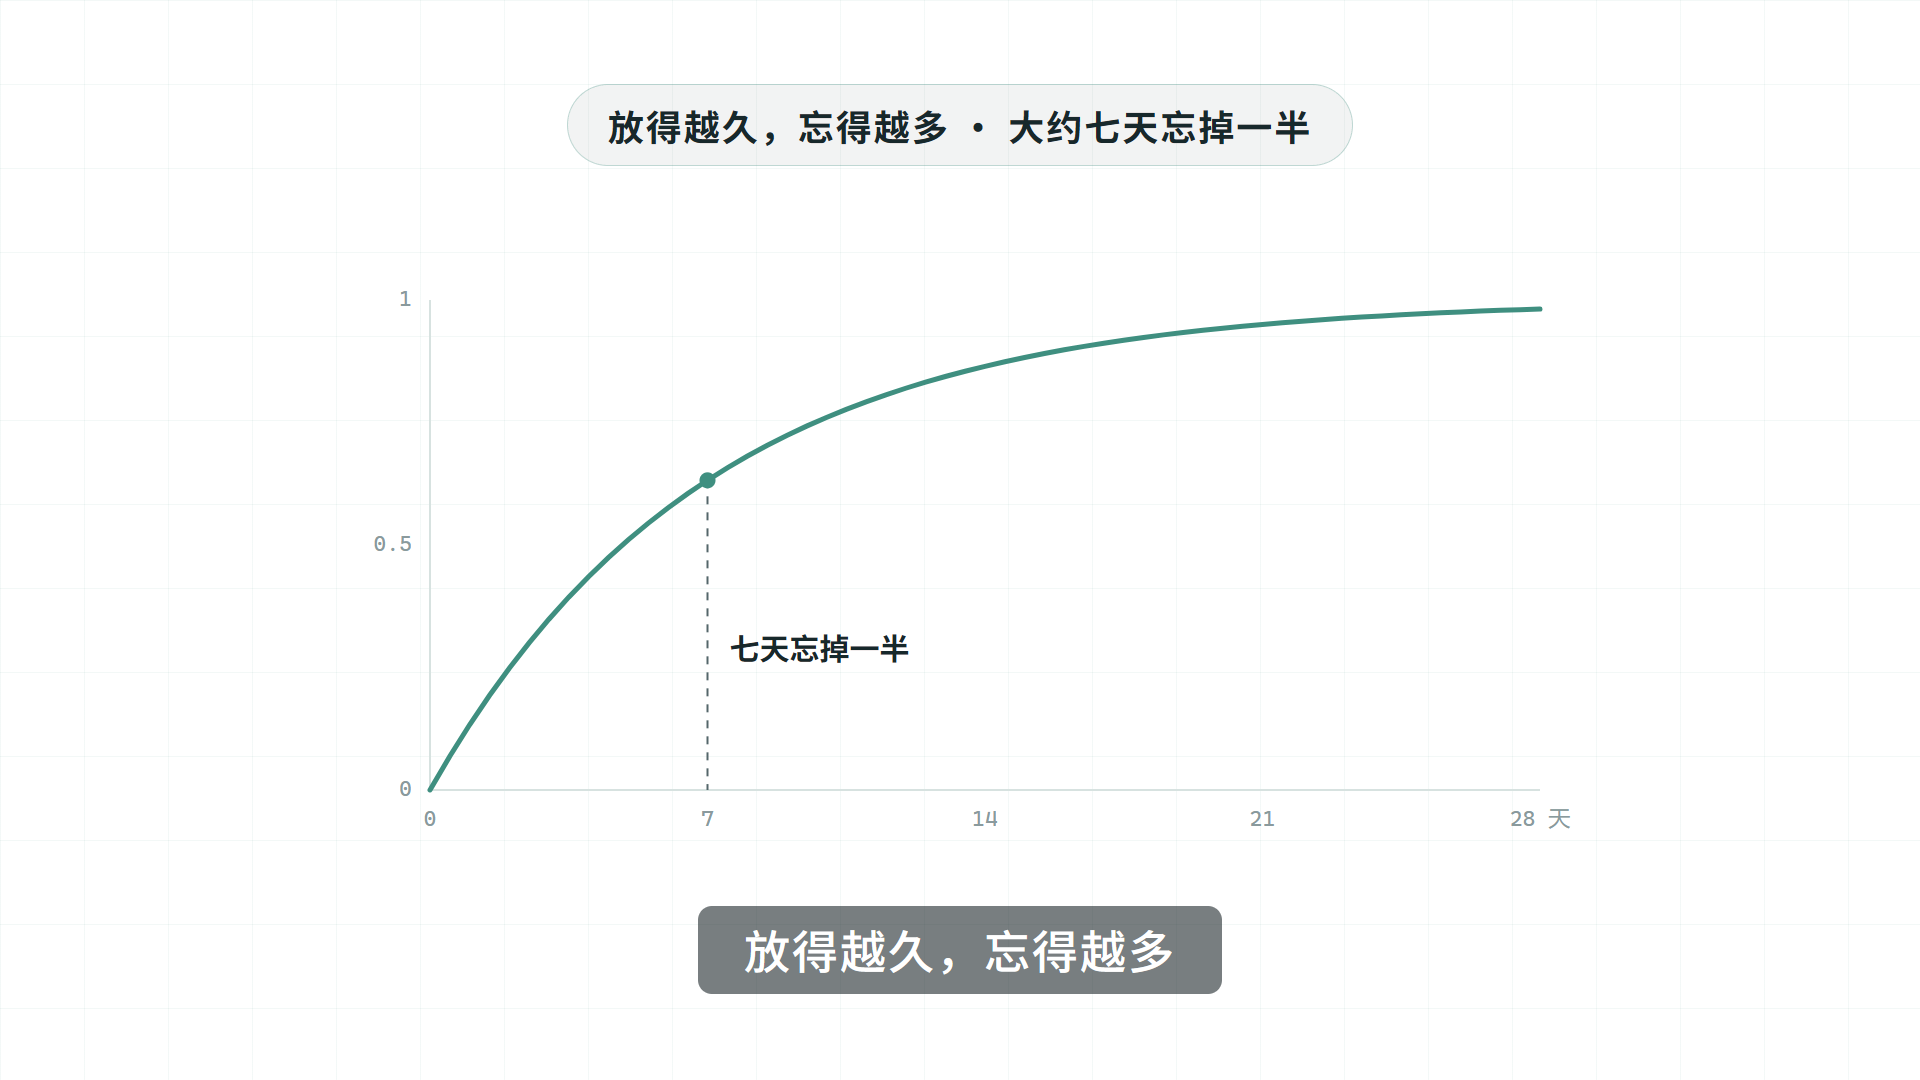 放得越久，忘得越多 · 大约七天忘掉一半
1
0.5
七天忘掉一半
0
0 7 14 21 28 天
放得越久，忘得越多